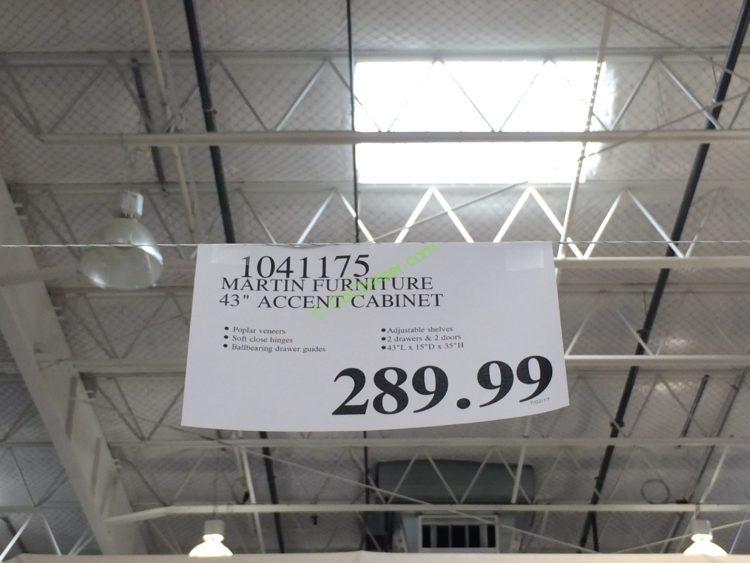 1041175
MARTIN FURNITURE
43" ACCENT CABINET
• Poplar veneers
• Soft close hinges
• Ballbearing drawer guides
• Adjustable shelves
• 2 drawers & 2 doors
• 43"L x 15"D x 35"H
289.99